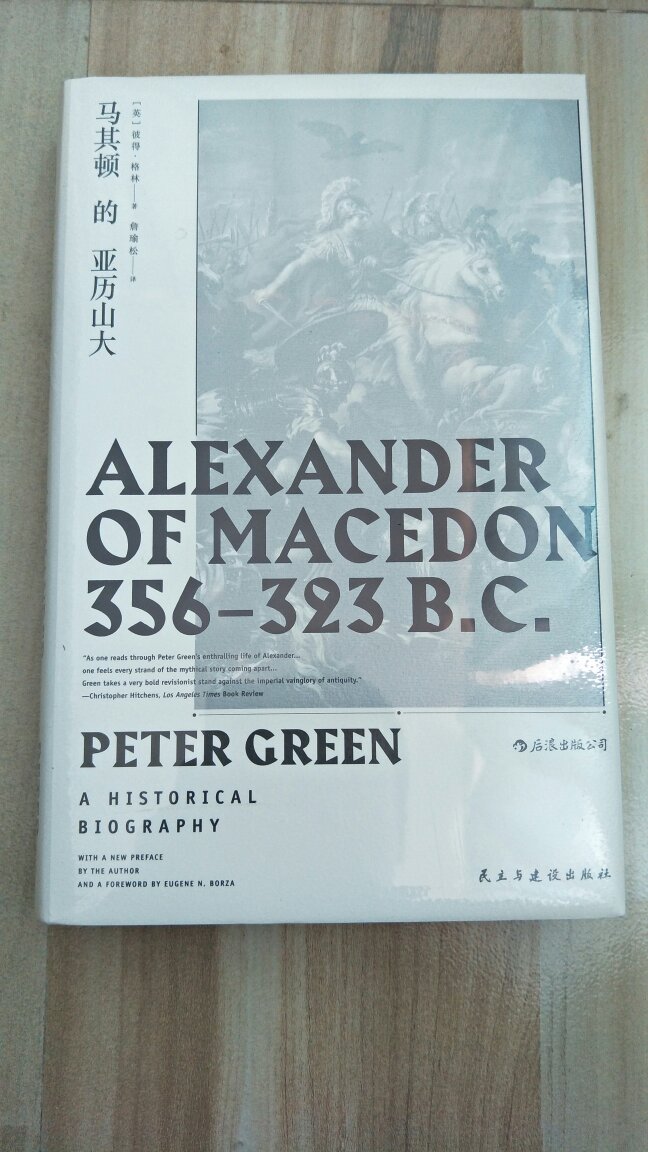 马其顿 的 亚历山大
[英]彼得·格林——著 詹瑜松——译
ALEXANDER
OF MACEDON
356–323 B.C.
"As one reads through Peter Green's enthralling life of Alexander...
one feels every strand of the mythical story coming apart...
Green takes a very bold revisionist stand against the imperial vainglory of antiquity."
—Christopher Hitchens, Los Angeles Times Book Review
PETER GREEN
后浪出版公司
A HISTORICAL
BIOGRAPHY
WITH A NEW PREFACE
BY THE AUTHOR
AND A FOREWORD BY EUGENE N. BORZA
民主与建设出版社